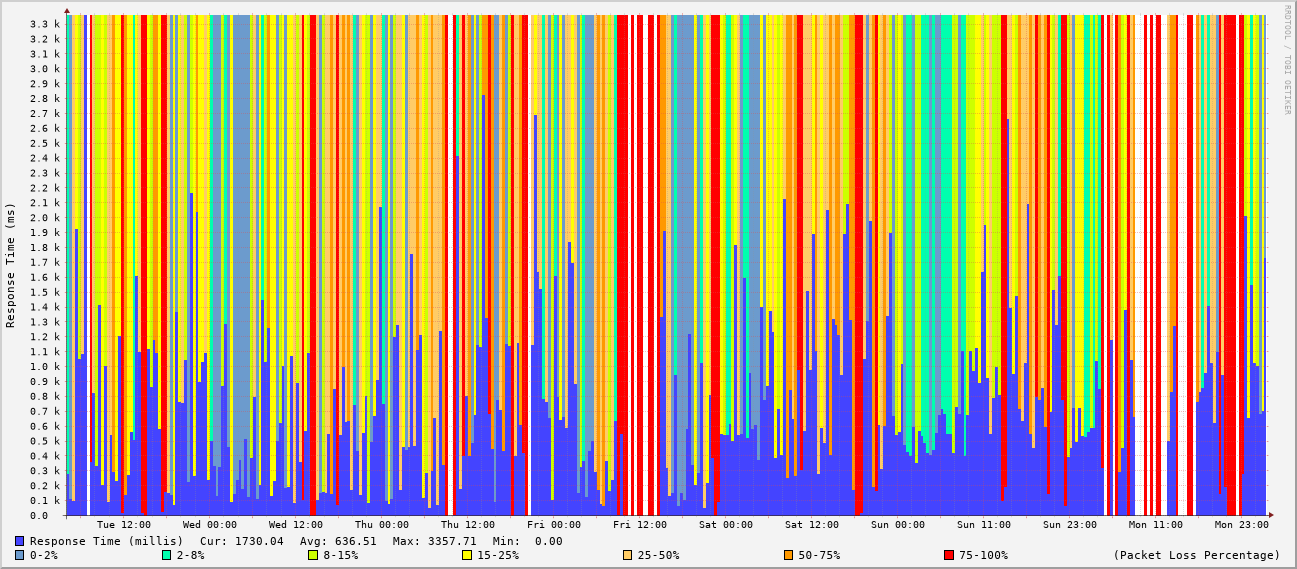 RRDTOOL / TOBI OETIKER
Response Time (ms)
3.3 k
3.2 k
3.1 k
3.0 k
2.9 k
2.8 k
2.7 k
2.6 k
2.5 k
2.4 k
2.3 k
2.2 k
2.1 k
2.0 k
1.9 k
1.8 k
1.7 k
1.6 k
1.5 k
1.4 k
1.3 k
1.2 k
1.1 k
1.0 k
0.9 k
0.8 k
0.7 k
0.6 k
0.5 k
0.4 k
0.3 k
0.2 k
0.1 k
0.0
Tue 12:00 Wed 00:00 Wed 12:00 Thu 00:00 Thu 12:00 Fri 00:00 Fri 12:00 Sat 00:00 Sat 12:00 Sun 00:00 Sun 11:00 Sun 23:00 Mon 11:00 Mon 23:00
Response Time (millis) Cur: 1730.04 Avg: 636.51 Max: 3357.71 Min: 0.00
0-2% 2-8% 8-15% 15-25% 25-50% 50-75% 75-100% (Packet Loss Percentage)